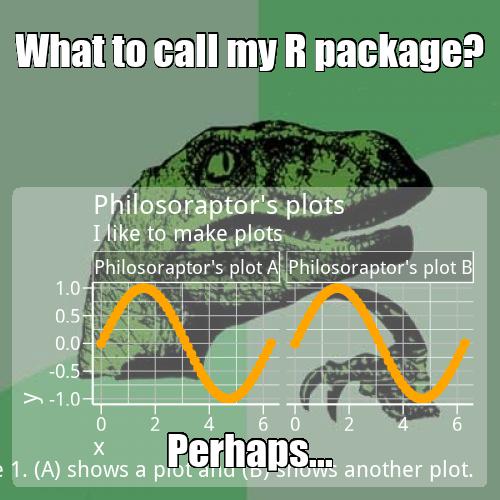 What to call my R package?
Philosoraptor's plots
I like to make plots
Philosoraptor's plot A Philosoraptor's plot B
1.0
0.5
0.0
-0.5
-1.0
y
0 2 4 6 0 2 4 6
x
Perhaps...
1. (A) shows a plot and (B) shows another plot.